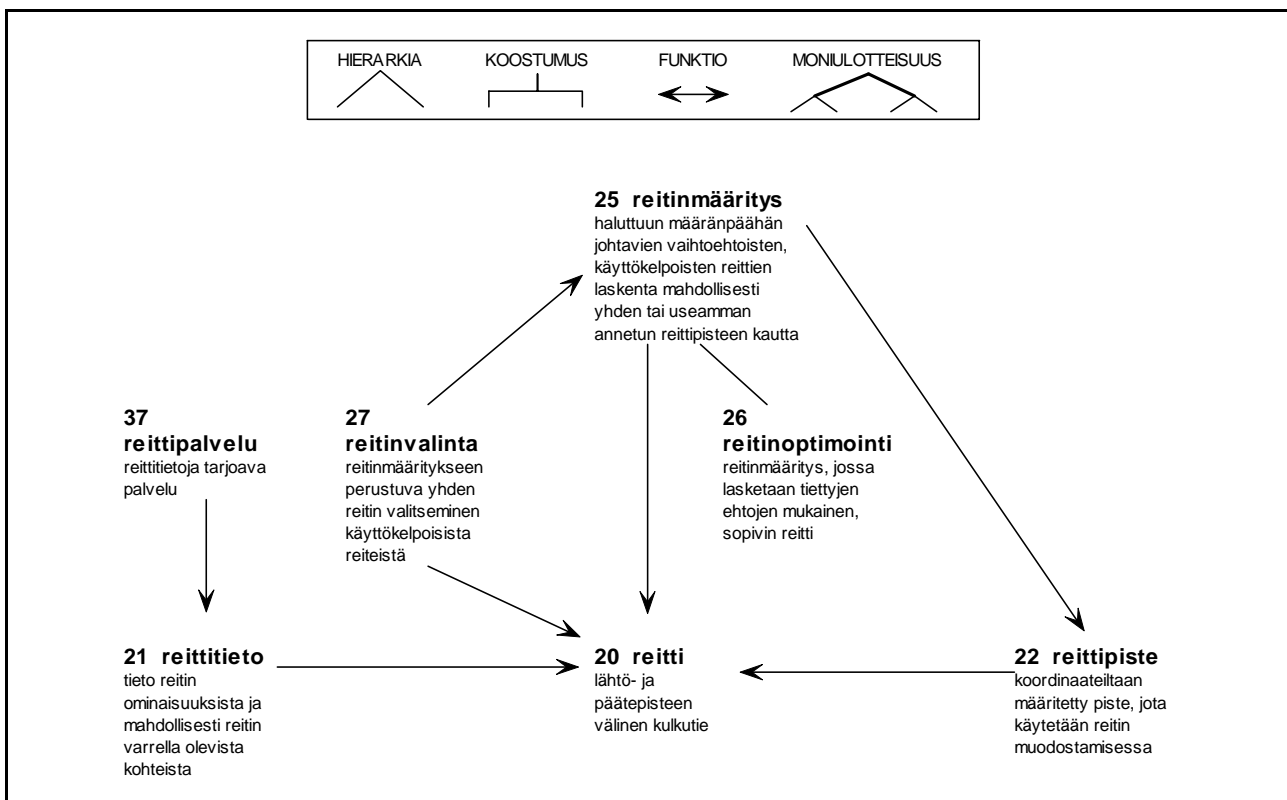 HIERARKIA KOOSTUMUS FUNKTIO MONIULOTTEISUUS
25 reitinmääritys
haluttuun määränpäähän
johtavien vaihtoehtoisten,
käyttökelpoisten reittien
laskenta mahdollisesti
yhden tai useamman
annetun reittipisteen kautta
37
reittipalvelu
reittitietoja tarjoava
palvelu
27
reitinvalinta
reitinmääritykseen
perustuva yhden
reitin valitseminen
käyttökelpoisista
reiteistä
26
reitinoptimointi
reitinmääritys, jossa
lasketaan tiettyjen
ehtojen mukainen,
sopivin reitti
21 reittitieto
tieto reitin
ominaisuuksista ja
mahdollisesti reitin
varrella olevista
kohteista
20 reitti
lähtö- ja
päätepisteen
välinen kulkutie
22 reittipiste
koordinaateiltaan
määritetty piste, jota
käytetään reitin
muodostamisessa